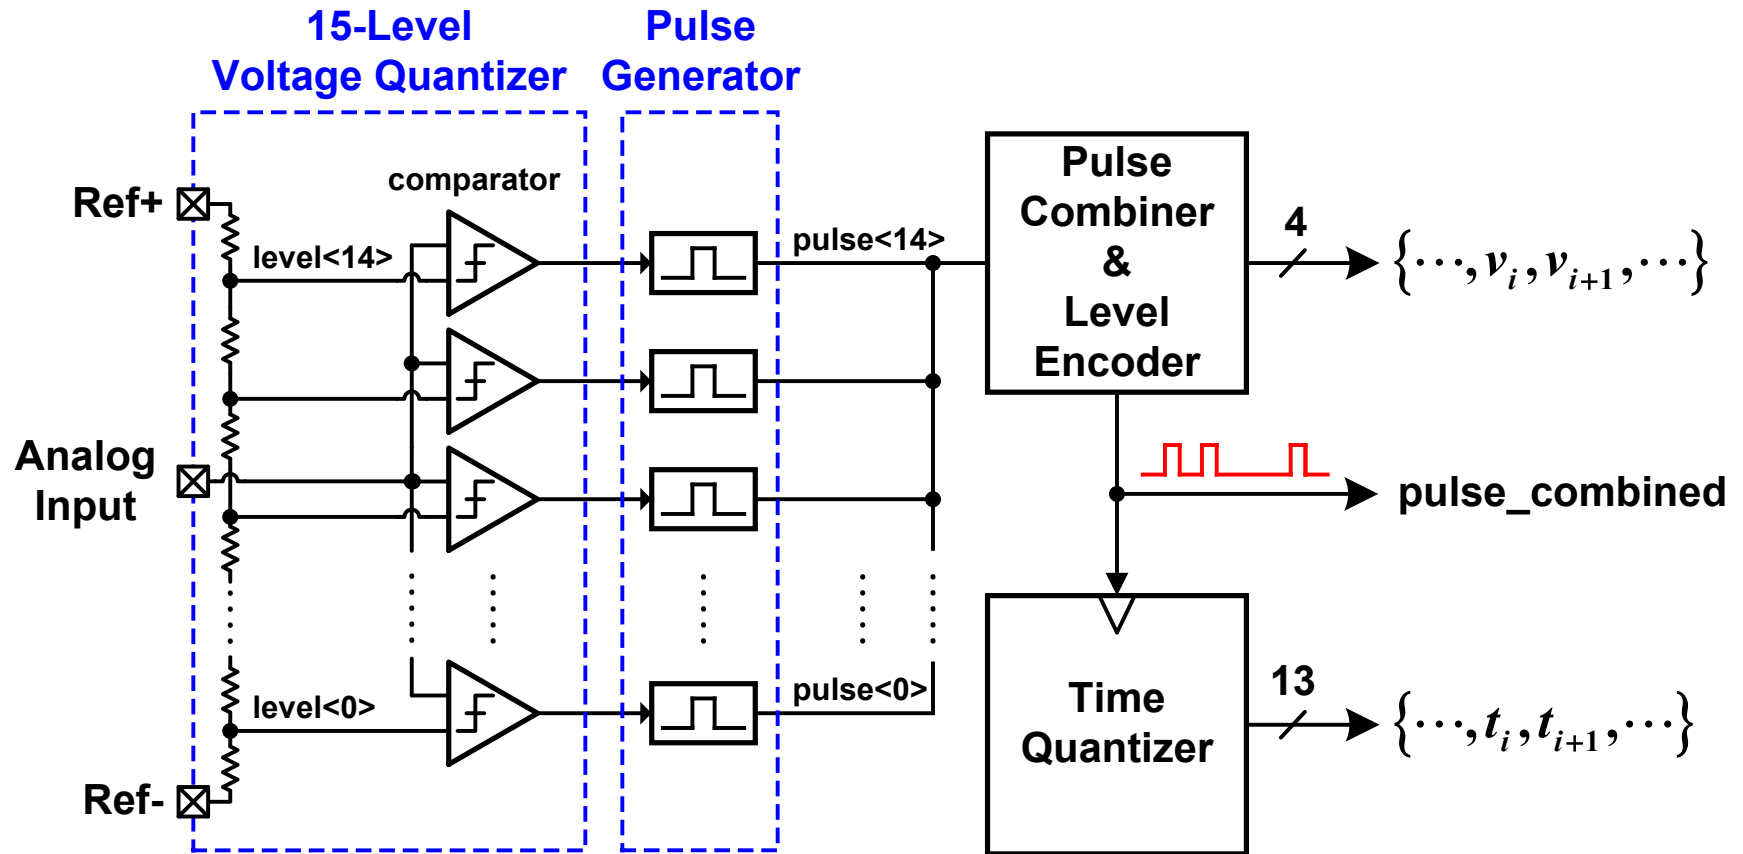 15-Level
Voltage Quantizer
Pulse
Generator
Ref+
comparator
level<14>
pulse<14>
Pulse
Combiner
&
Level
Encoder
4
{⋯, v_i, v_{i+1}, ⋯}
Analog
Input
pulse_combined
level<0>
pulse<0>
Ref-
Time
Quantizer
13
{⋯, t_i, t_{i+1}, ⋯}